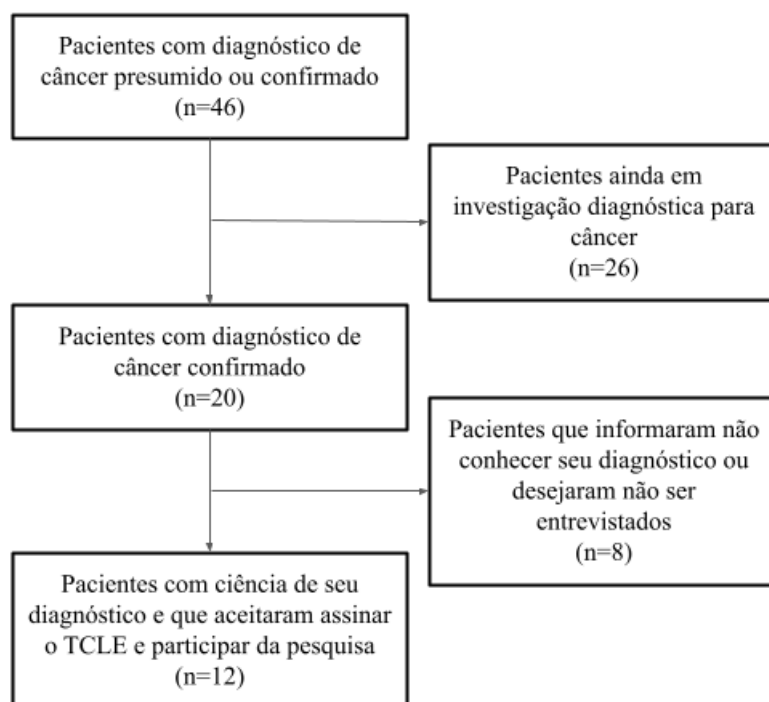 Pacientes com diagnóstico de
câncer presumido ou confirmado
(n=46)
Pacientes ainda em
investigação diagnóstica para
câncer
(n=26)
Pacientes com diagnóstico de
câncer confirmado
(n=20)
Pacientes que informaram não
conhecer seu diagnóstico ou
desejaram não ser
entrevistados
(n=8)
Pacientes com ciência de seu
diagnóstico e que aceitaram assinar
o TCLE e participar da pesquisa
(n=12)